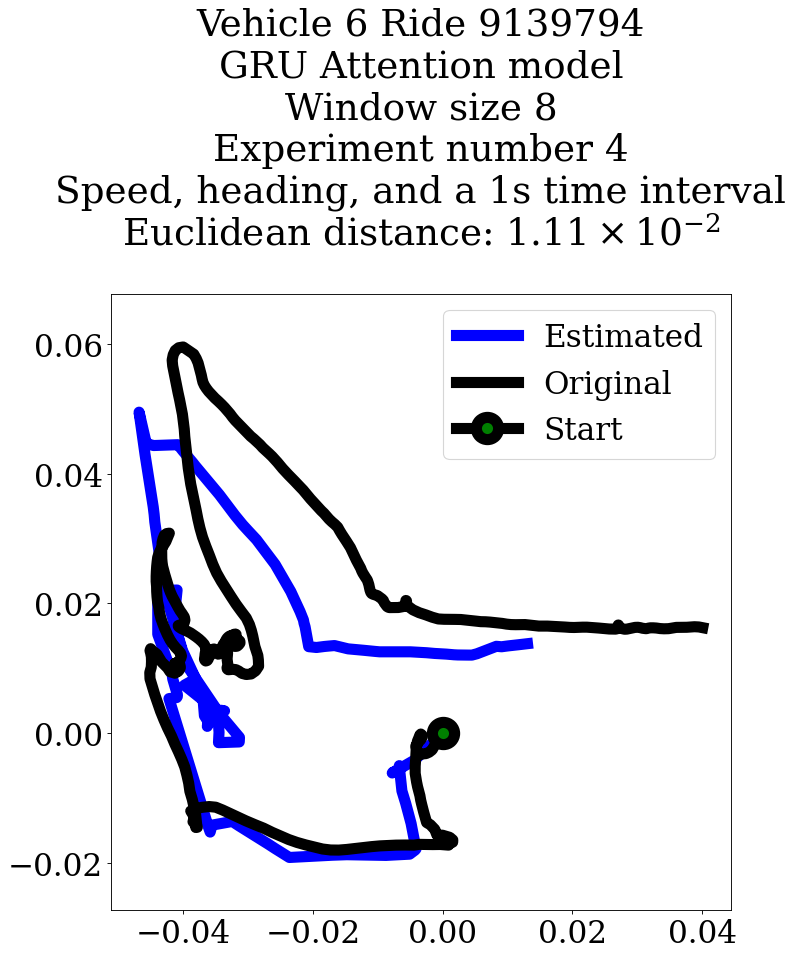 Vehicle 6 Ride 9139794
GRU Attention model
Window size 8
Experiment number 4
Speed, heading, and a 1s time interval
Euclidean distance: 1.11 × 10⁻²
Estimated
Original
Start
0.06
0.04
0.02
0.00
−0.02
−0.04 −0.02 0.00 0.02 0.04